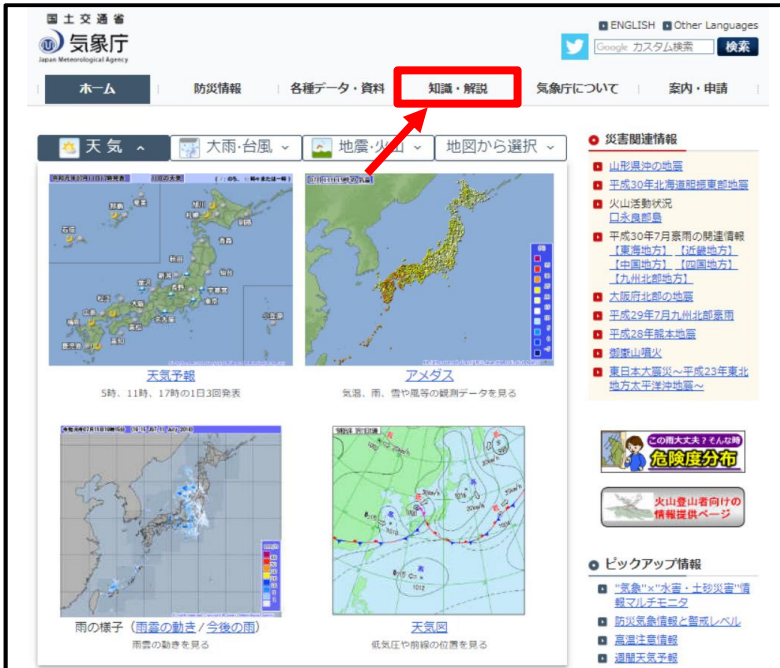 国土交通省
気象庁
Japan Meteorological Agency
ENGLISH Other Languages
Google カスタム検索 検索
ホーム 防災情報 各種データ・資料 知識・解説 気象庁について 案内・申請
天気 大雨・台風 地震・火山 地図から選択
天気予報
5時、11時、17時の1日3回発表
アメダス
気温、雨、雪や風等の観測データを見る
雨の様子（雨雲の動き/今後の雨）
雨雲の動きを見る
天気図
低気圧や前線の位置を見る
災害関連情報
山形県沖の地震
平成30年北海道胆振東部地震
火山活動状況
口永良部島
平成30年7月豪雨の関連情報
【東海地方】 【近畿地方】
【中国地方】 【四国地方】
【九州北部地方】
大阪府北部の地震
平成29年7月九州北部豪雨
平成28年熊本地震
御嶽山噴火
東日本大震災～平成23年東北
地方太平洋沖地震～
この雨大丈夫？そんな時
危険度分布
火山登山者向けの
情報提供ページ
ピックアップ情報
"気象"×"水害・土砂災害"情
報マルチモニタ
防災気象情報と警戒レベル
高温注意情報
週間天気予報